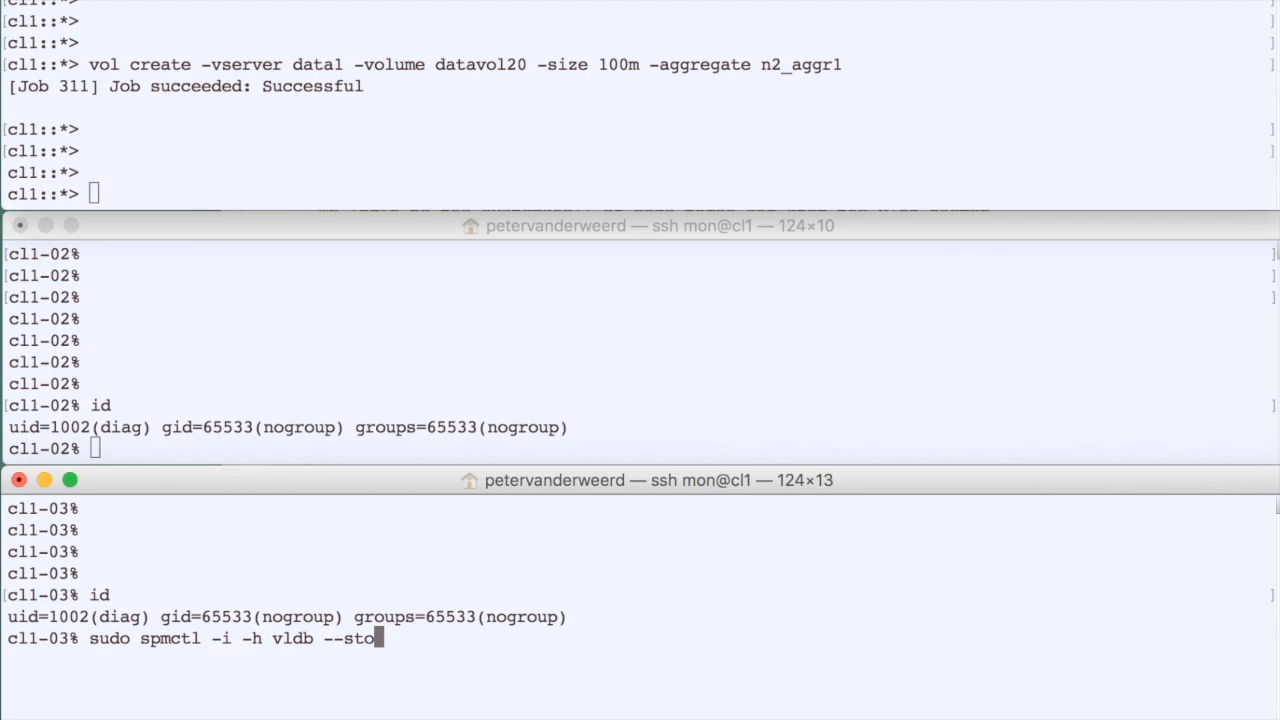 [cl1::*>
[cl1::*>
[cl1::*>
[cl1::*> vol create -vserver data1 -volume datavol20 -size 100m -aggregate n2_aggr1 ]
[Job 311] Job succeeded: Successful
[cl1::*> ]
[cl1::*> ]
cl1::*>
cl1::*>
petervanderweerd — ssh mon@cl1 — 124×10
[cl1-02% ]
[cl1-02% ]
[cl1-02% ]
cl1-02%
cl1-02%
cl1-02%
cl1-02%
[cl1-02% id ]
uid=1002(diag) gid=65533(nogroup) groups=65533(nogroup)
cl1-02%
petervanderweerd — ssh mon@cl1 — 124×13
cl1-03%
cl1-03%
cl1-03%
cl1-03%
[cl1-03% id ]
uid=1002(diag) gid=65533(nogroup) groups=65533(nogroup)
cl1-03% sudo spmctl -i -h vldb --sto